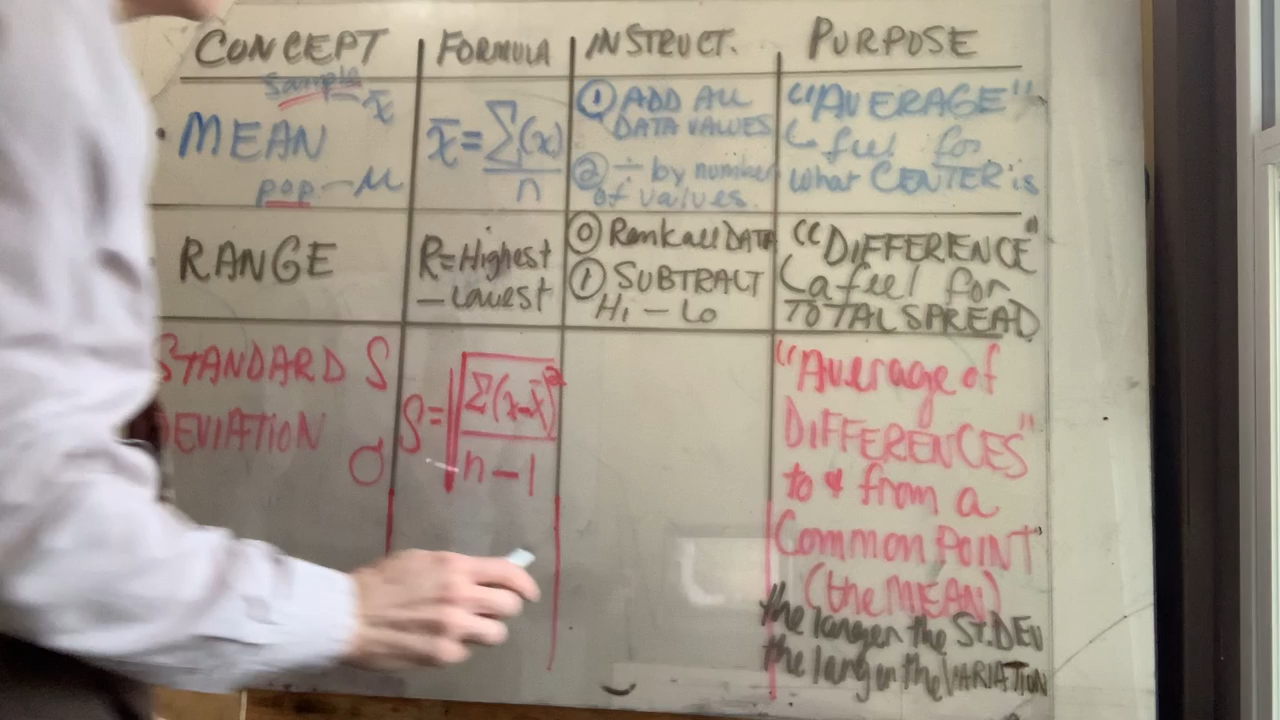 CONCEPT FORMULA INSTRUCT. PURPOSE
Sample - x̄
MEAN
pop - μ
x̄ = Σ(x)
n
① ADD ALL
DATA VALUES
② ÷ by number
of values.
"AVERAGE"
↳ feel for
what CENTER is
RANGE
R = Highest
- Lowest
⓪ Rank all DATA
① SUBTRACT
Hi - Lo
"DIFFERENCE"
↳ a feel for
TOTAL SPREAD
STANDARD S
DEVIATION
σ
S = √Σ(x-x̄)²
n-1
"Average of
DIFFERENCES"
to & from a
Common POINT"
(the MEAN)
the larger the ST.DEV
the larger the VARIATION